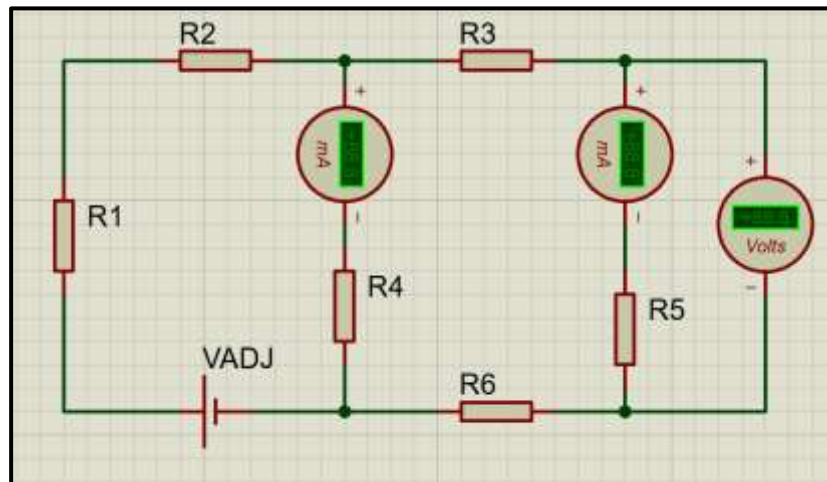 R2
R3
+
+
mA
mA
+
R1
Volts
−
−
R4
−
R5
VADJ
R6